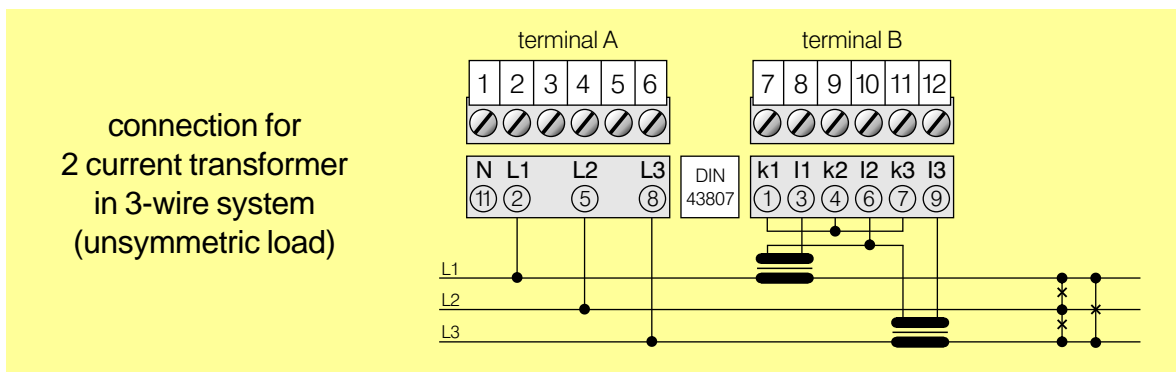 terminal A
terminal B
1 2 3 4 5 6
7 8 9 10 11 12
connection for
2 current transformer
in 3-wire system
(unsymmetric load)
N L1 L2 L3
DIN
43807
k1 l1 k2 l2 k3 l3
11 2 5 8
1 3 4 6 7 9
L1
L2
L3